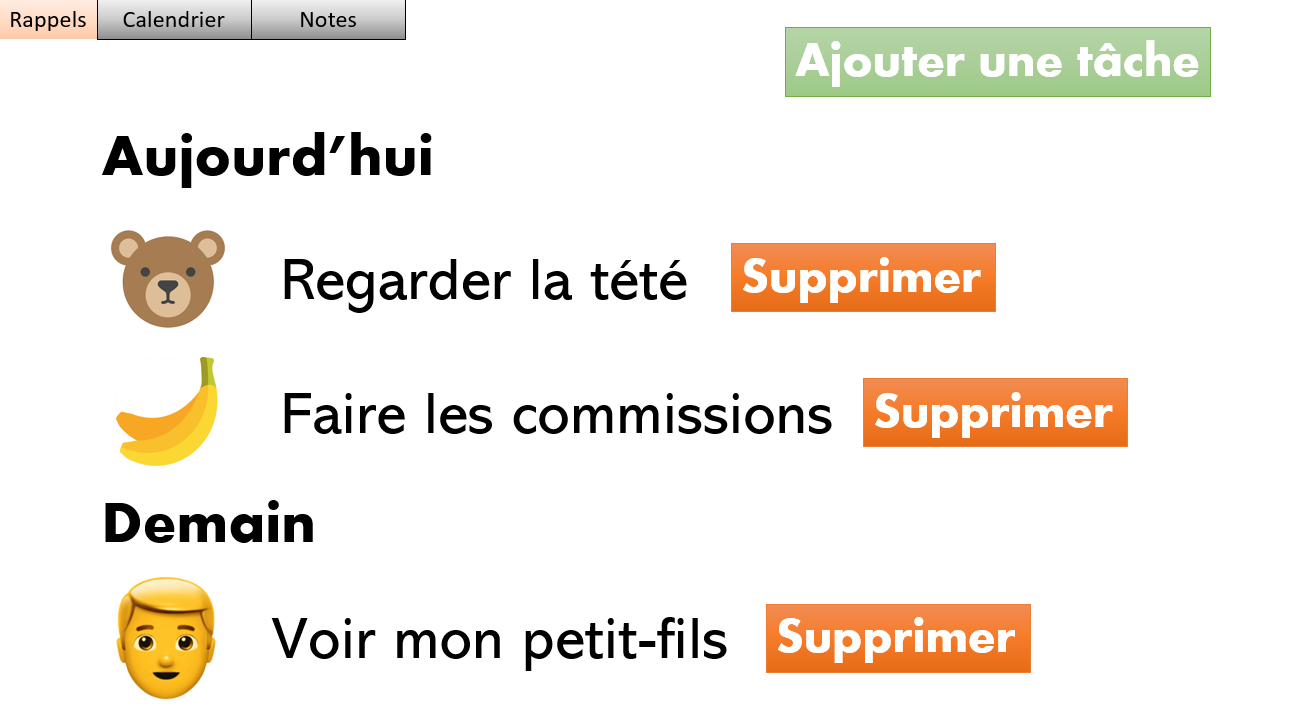 Rappels Calendrier Notes
Ajouter une tâche
Aujourd’hui
Regarder la tété Supprimer
Faire les commissions Supprimer
Demain
Voir mon petit-fils Supprimer